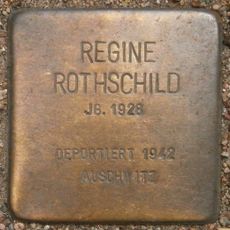 REGINE
ROTHSCHILD
JG. 1928
DEPORTIERT 1942
AUSCHWITZ